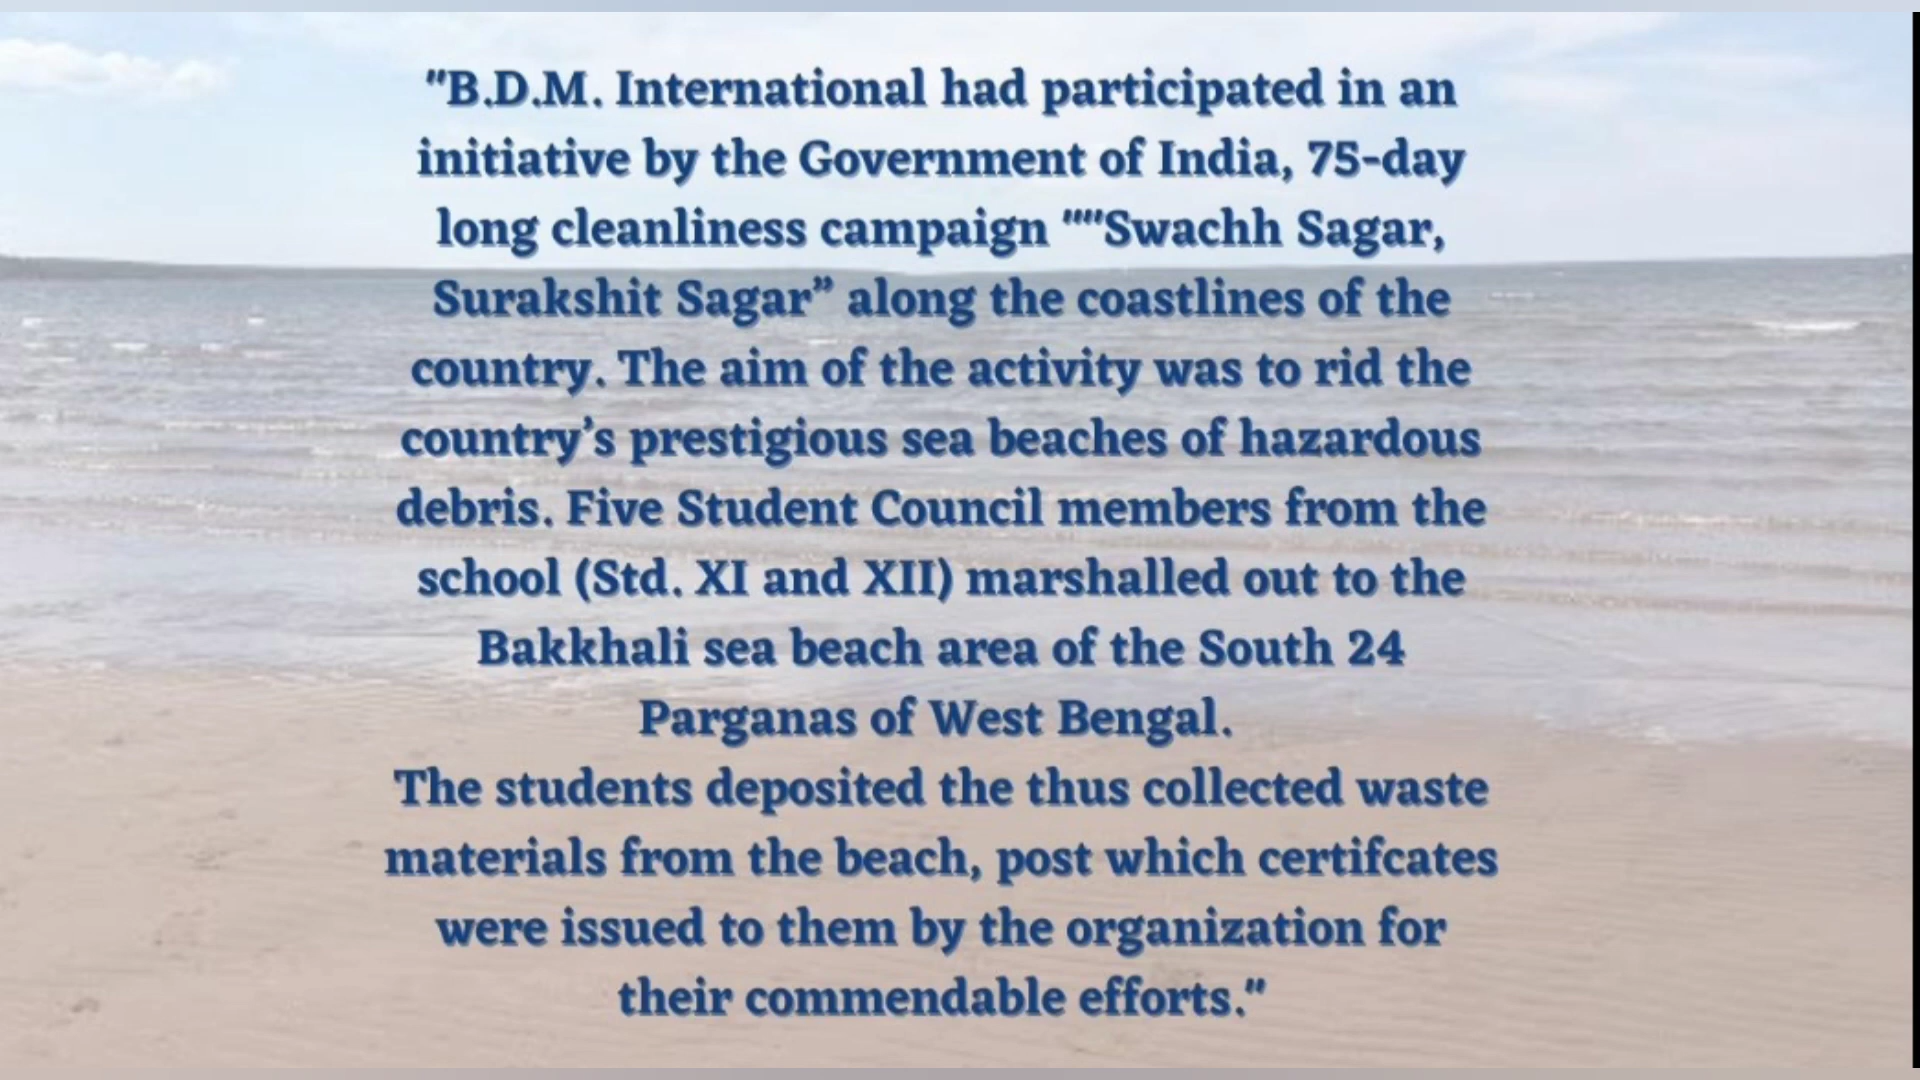 "B.D.M. International had participated in an
initiative by the Government of India, 75-day
long cleanliness campaign ""Swachh Sagar,
Surakshit Sagar” along the coastlines of the
country. The aim of the activity was to rid the
country’s prestigious sea beaches of hazardous
debris. Five Student Council members from the
school (Std. XI and XII) marshalled out to the
Bakkhali sea beach area of the South 24
Parganas of West Bengal.
The students deposited the thus collected waste
materials from the beach, post which certifcates
were issued to them by the organization for
their commendable efforts."